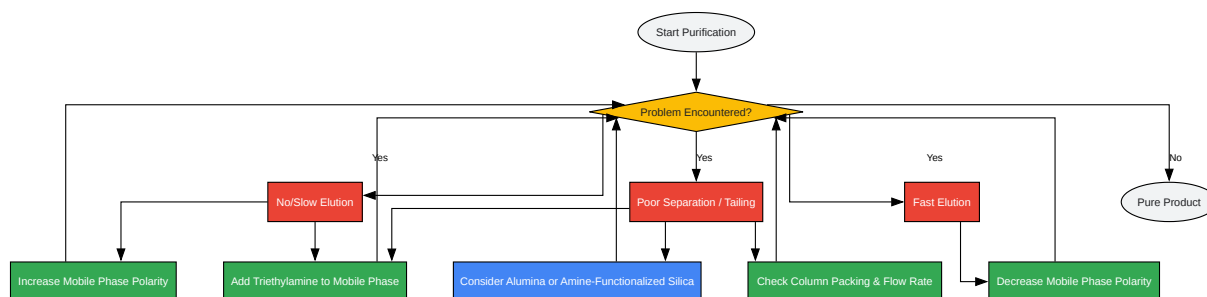 Start Purification
Problem Encountered?
Yes
Yes
Yes
No
No/Slow Elution
Poor Separation / Tailing
Fast Elution
Pure Product
Increase Mobile Phase Polarity
Add Triethylamine to Mobile Phase
Consider Alumina or Amine-Functionalized Silica
Check Column Packing & Flow Rate
Decrease Mobile Phase Polarity